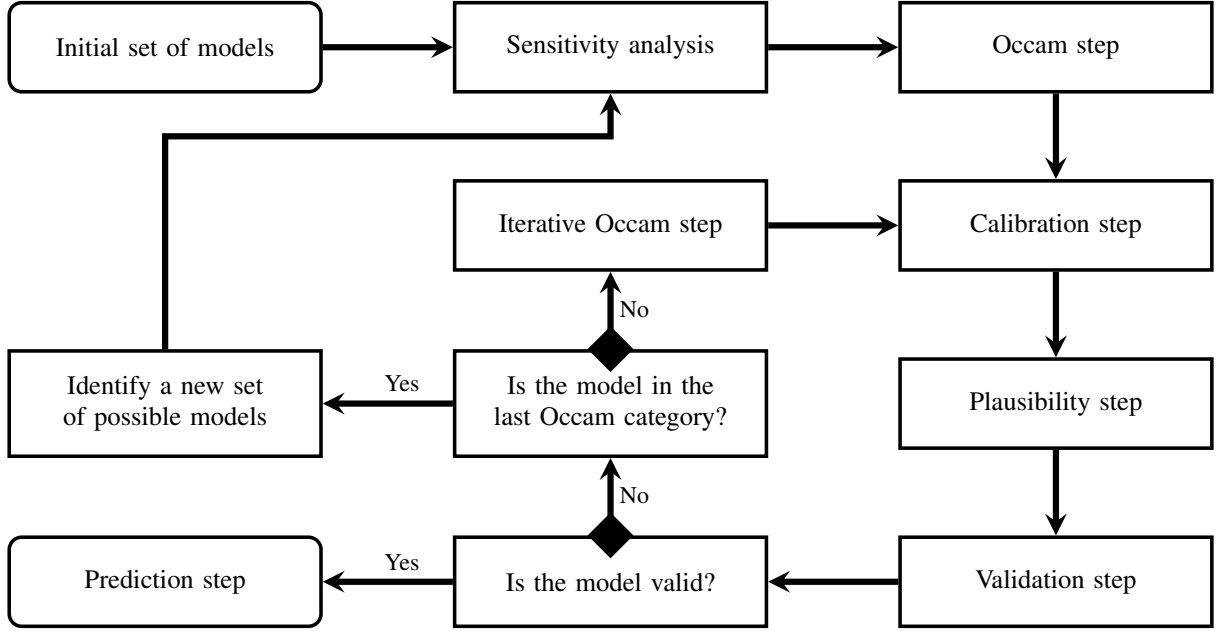 Initial set of models
Sensitivity analysis
Occam step
Iterative Occam step
Calibration step
No
Identify a new set
of possible models
Yes
Is the model in the
last Occam category?
Plausibility step
No
Prediction step
Yes
Is the model valid?
Validation step